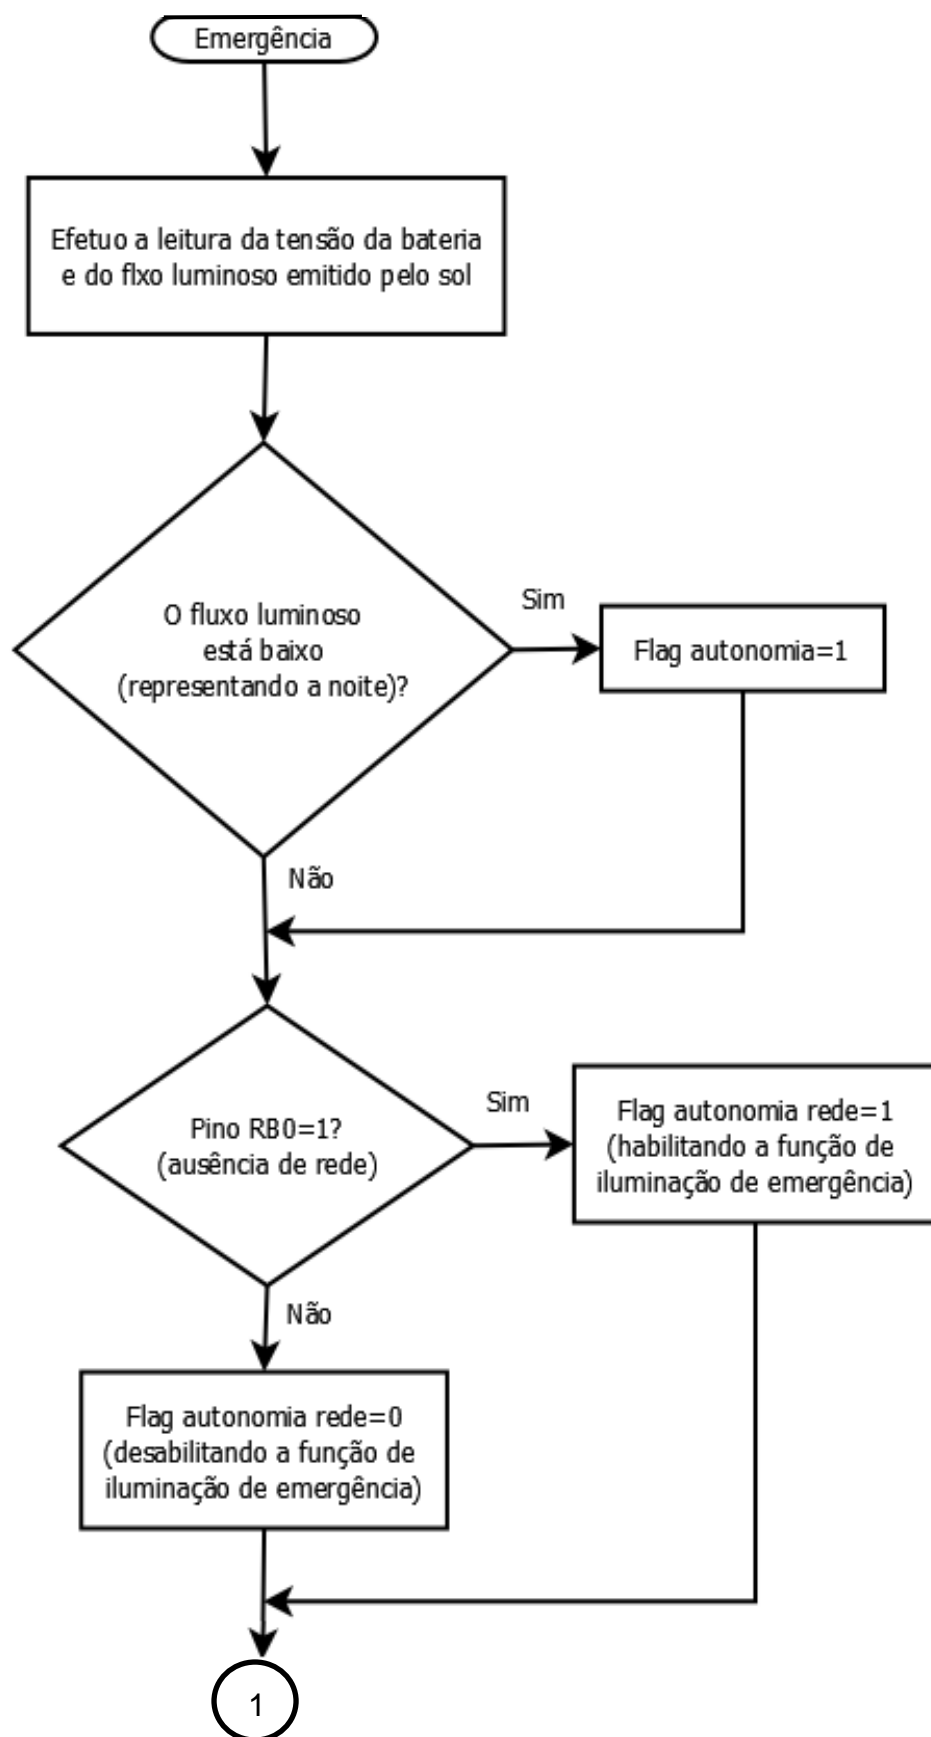 Emergência
Efetuo a leitura da tensão da bateria
e do flxo luminoso emitido pelo sol
O fluxo luminoso
está baixo
(representando a noite)?
Sim
Flag autonomia=1
Não
Pino RB0=1?
(ausência de rede)
Sim
Flag autonomia rede=1
(habilitando a função de
iluminação de emergência)
Não
Flag autonomia rede=0
(desabilitando a função de
iluminação de emergência)
1